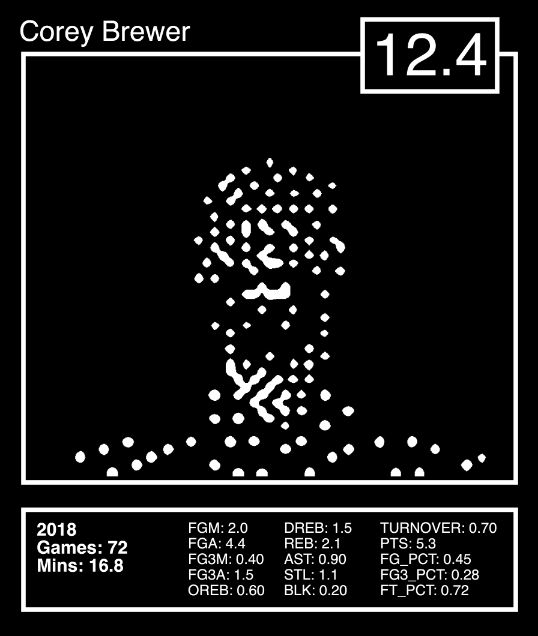 Corey Brewer
12.4
2018
Games: 72
Mins: 16.8
FGM: 2.0
FGA: 4.4
FG3M: 0.40
FG3A: 1.5
OREB: 0.60
DREB: 1.5
REB: 2.1
AST: 0.90
STL: 1.1
BLK: 0.20
TURNOVER: 0.70
PTS: 5.3
FG_PCT: 0.45
FG3_PCT: 0.28
FT_PCT: 0.72